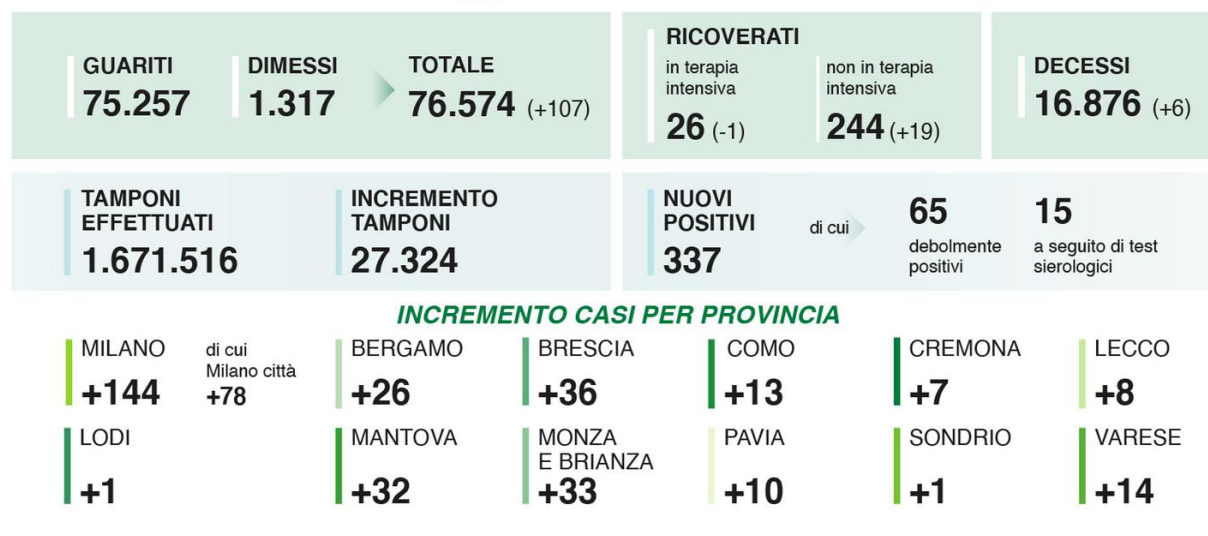 GUARITI
75.257
DIMESSI
1.317
TOTALE
76.574 (+107)
RICOVERATI
in terapia
intensiva
26 (-1)
non in terapia
intensiva
244 (+19)
DECESSI
16.876 (+6)
TAMPONI
EFFETTUATI
1.671.516
INCREMENTO
TAMPONI
27.324
NUOVI
POSITIVI
337
di cui
65
debolmente
positivi
15
a seguito di test
sierologici
INCREMENTO CASI PER PROVINCIA
MILANO
+144
di cui
Milano città
+78
BERGAMO
+26
BRESCIA
+36
COMO
+13
CREMONA
+7
LECCO
+8
LODI
+1
MANTOVA
+32
MONZA
E BRIANZA
+33
PAVIA
+10
SONDRIO
+1
VARESE
+14